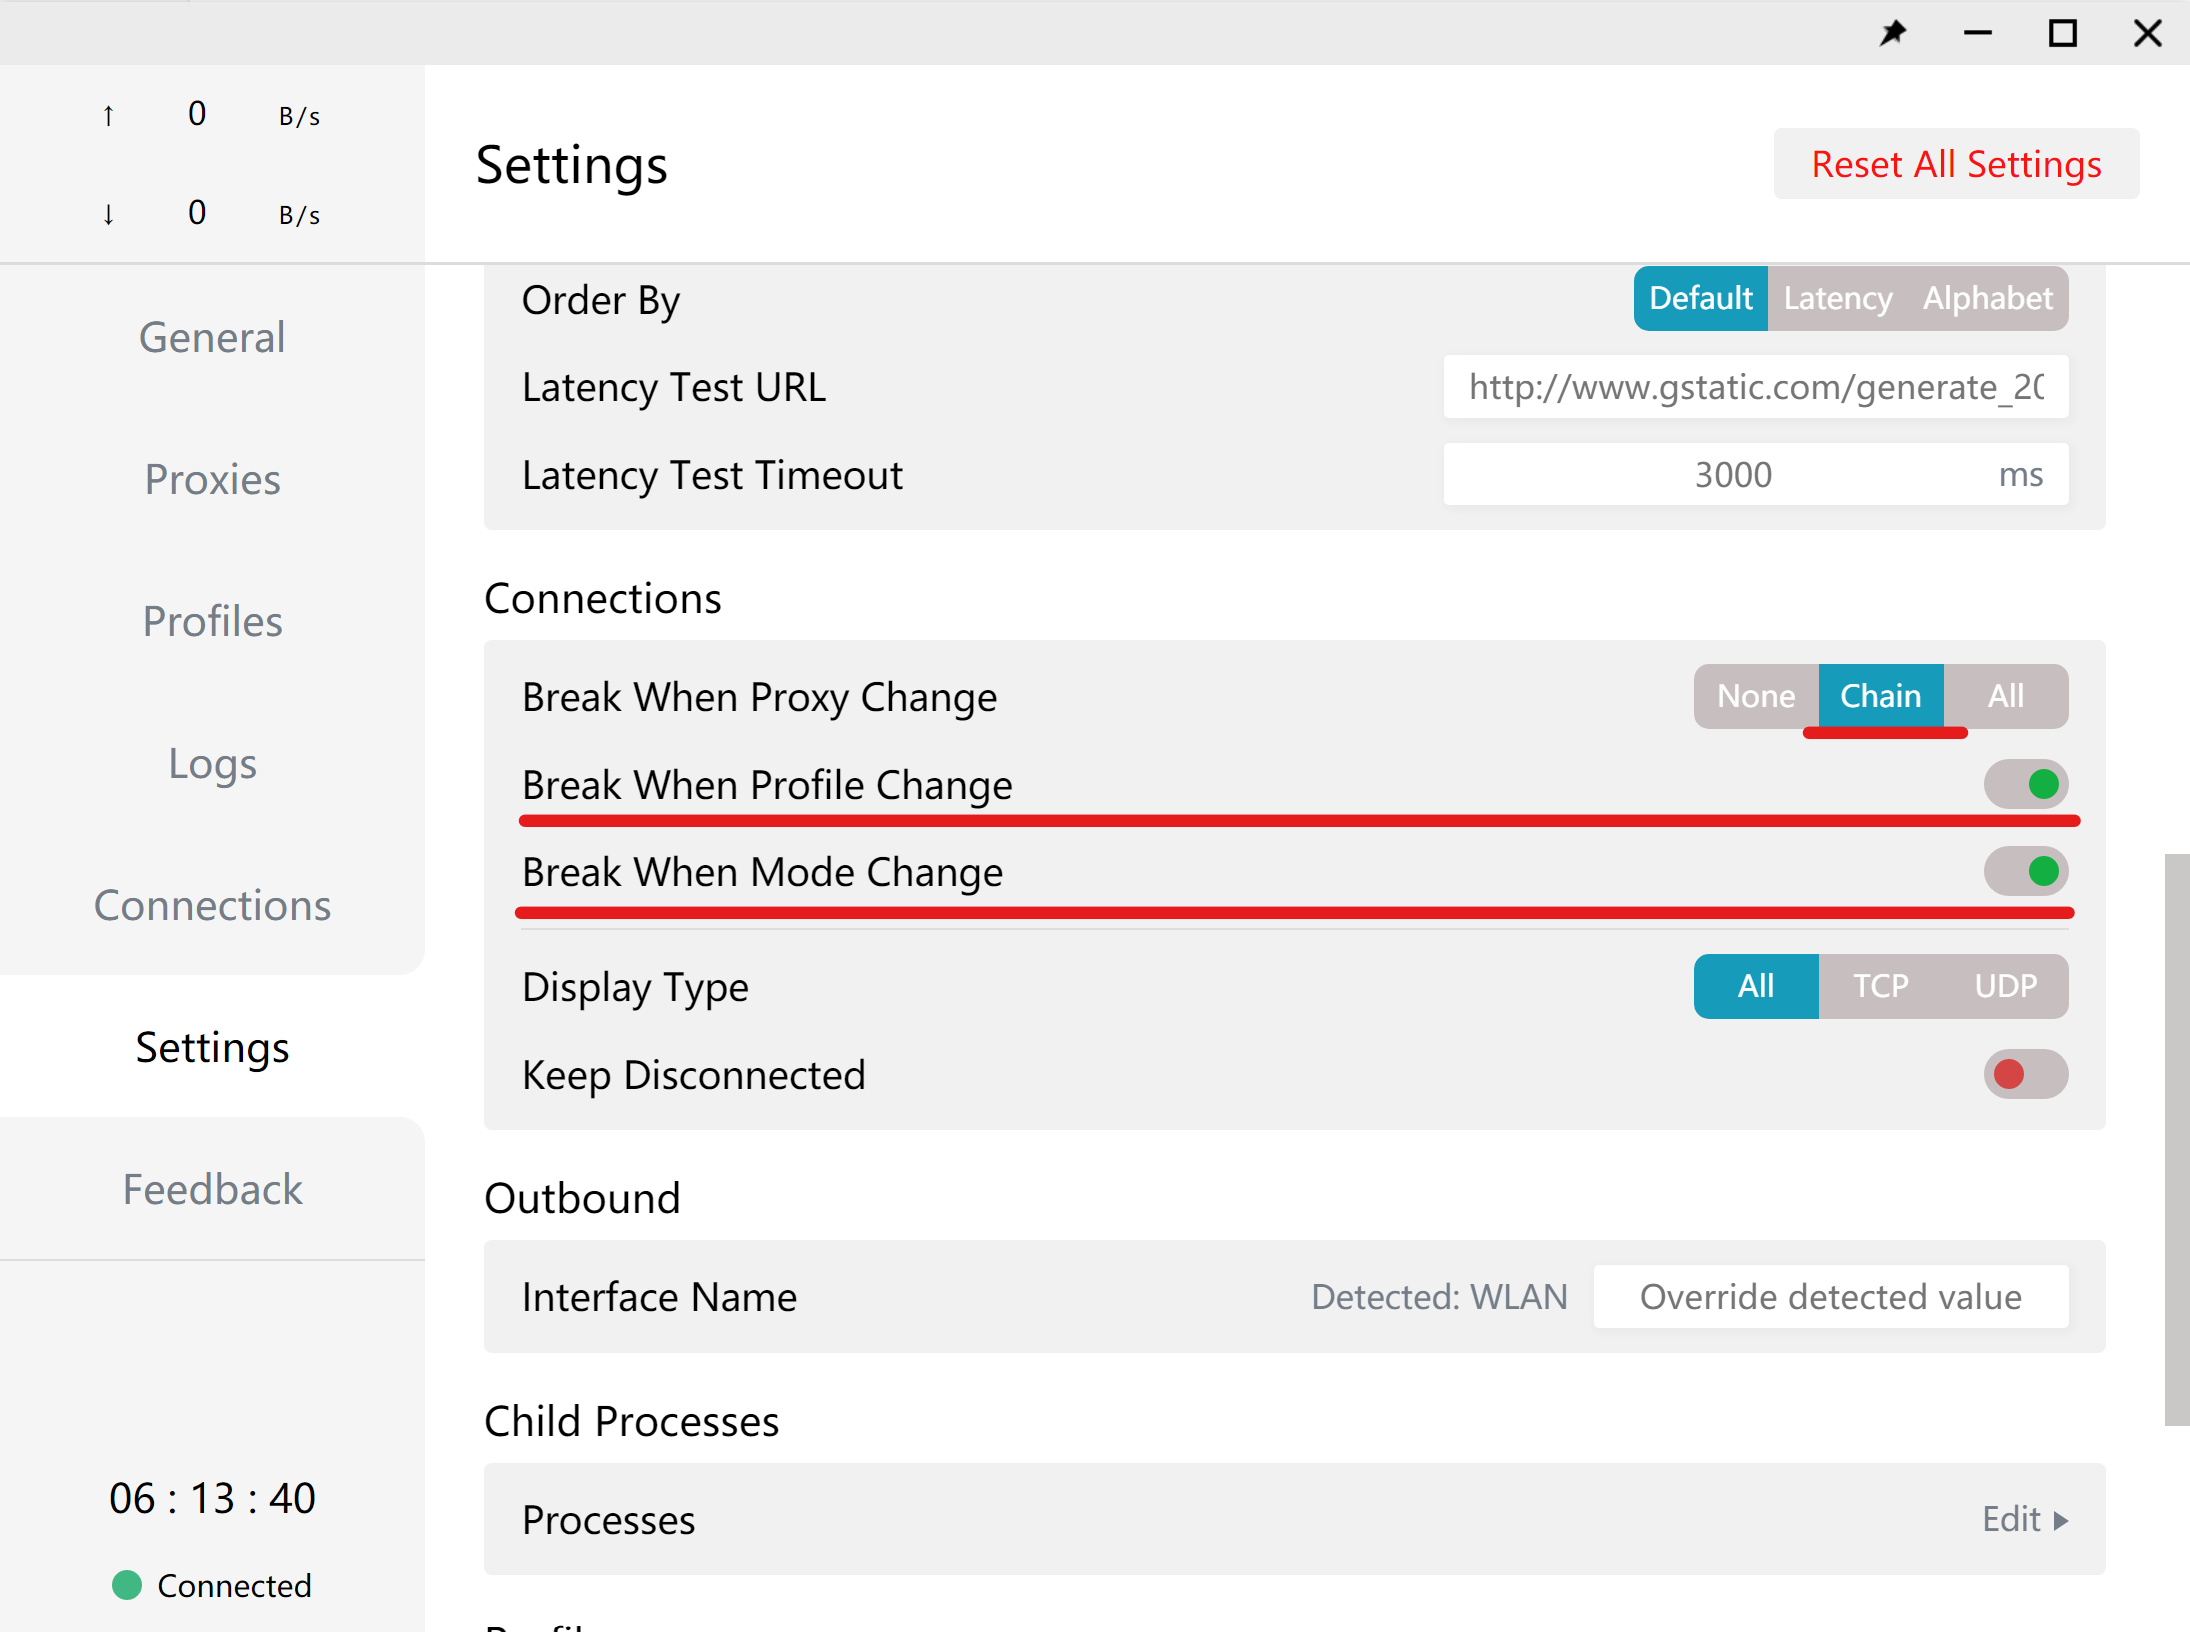 ↑ 0 B/s
↓ 0 B/s
General
Proxies
Profiles
Logs
Connections
Settings
Feedback
06 : 13 : 40
Connected
Settings
Reset All Settings
Order By Default Latency Alphabet
Latency Test URL http://www.gstatic.com/generate_20
Latency Test Timeout 3000 ms
Connections
Break When Proxy Change None Chain All
Break When Profile Change
Break When Mode Change
Display Type All TCP UDP
Keep Disconnected
Outbound
Interface Name Detected: WLAN Override detected value
Child Processes
Processes Edit